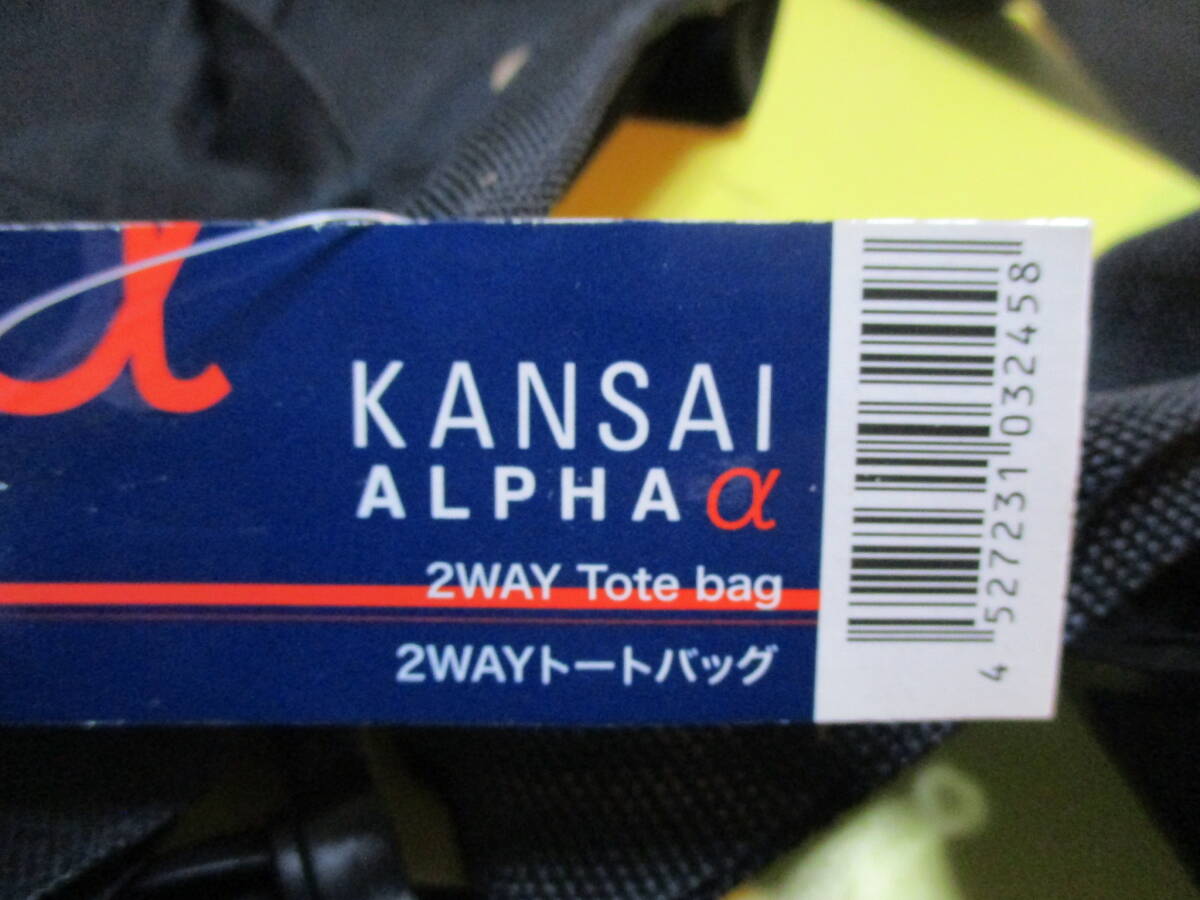 α
KANSAI
ALPHA α
2WAY Tote bag
2WAYトートバッグ
4 527231 032458